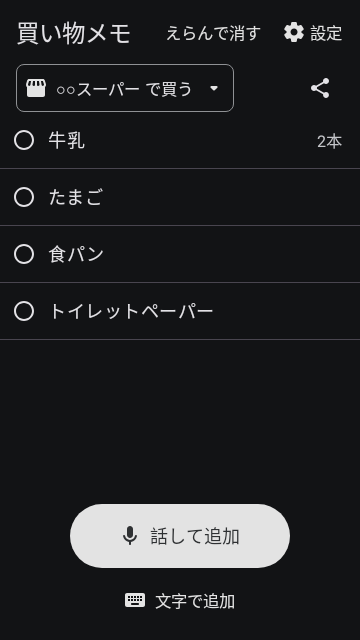 買い物メモ えらんで消す 設定
○○スーパー で買う
牛乳 2本
たまご
食パン
トイレットペーパー
話して追加
文字で追加